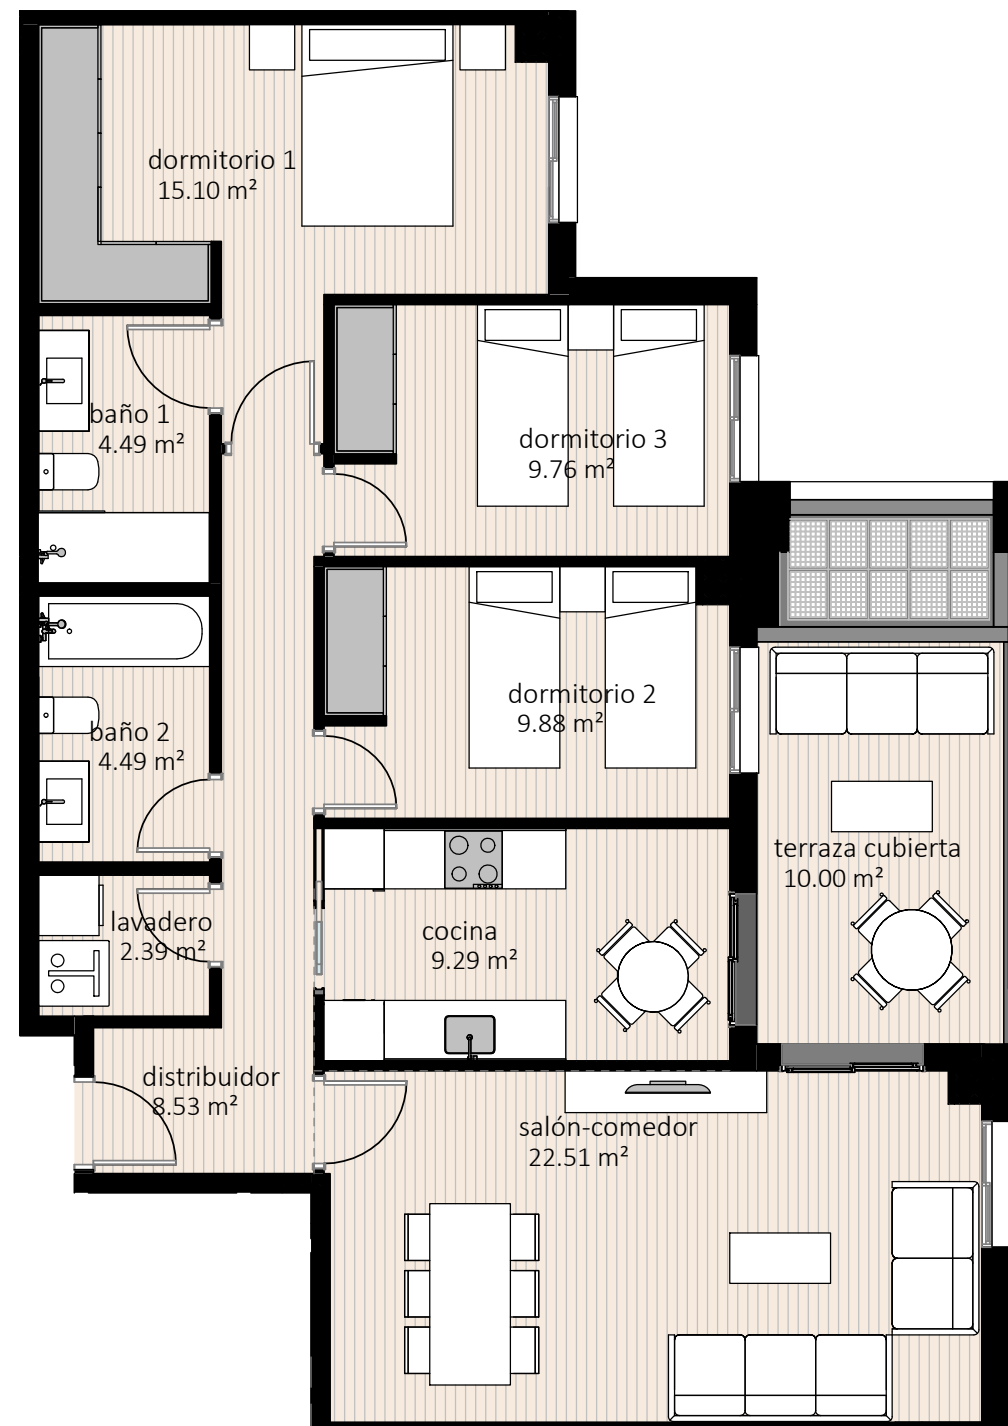 dormitorio 1
15.10 m²
baño 1
4.49 m²
dormitorio 3
9.76 m²
dormitorio 2
9.88 m²
baño 2
4.49 m²
terraza cubierta
10.00 m²
lavadero
2.39 m²
cocina
9.29 m²
distribuidor
8.53 m²
salón-comedor
22.51 m²